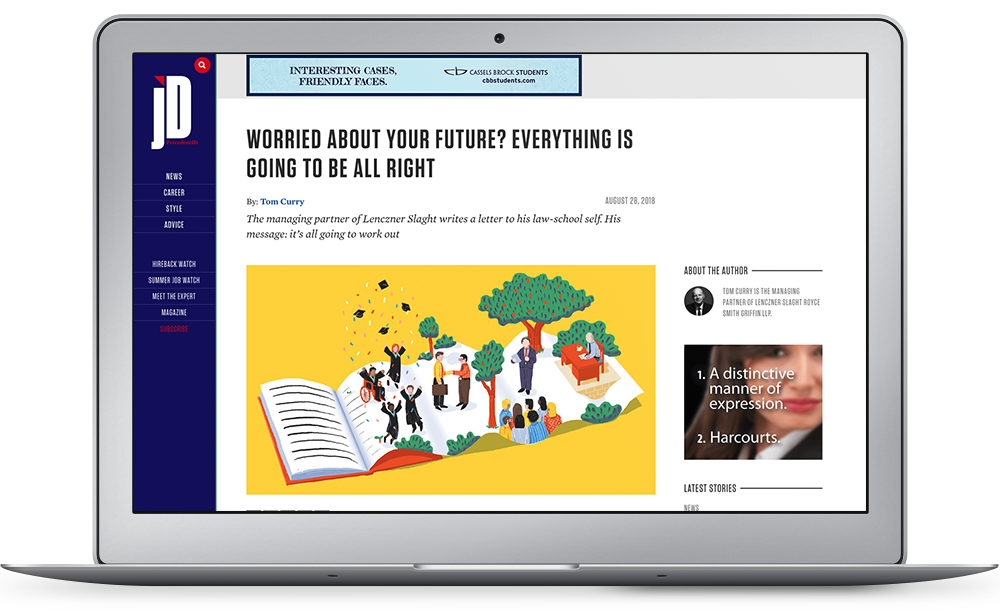 INTERESTING CASES,
FRIENDLY FACES.
CASSELS BROCK STUDENTS
cbbstudents.com
jD
PrecedentJD
NEWS
CAREER
STYLE
ADVICE
HIREBACK WATCH
SUMMER JOB WATCH
MEET THE EXPERT
MAGAZINE
SUBSCRIBE
WORRIED ABOUT YOUR FUTURE? EVERYTHING IS
GOING TO BE ALL RIGHT
By: Tom Curry
AUGUST 28, 2018
The managing partner of Lenczner Slaght writes a letter to his law-school self. His
message: it's all going to work out
ABOUT THE AUTHOR
TOM CURRY IS THE MANAGING
PARTNER OF LENCZNER SLAGHT ROYCE
SMITH GRIFFIN LLP.
1. A distinctive
manner of
expression.
2. Harcourts.
LATEST STORIES
NEWS